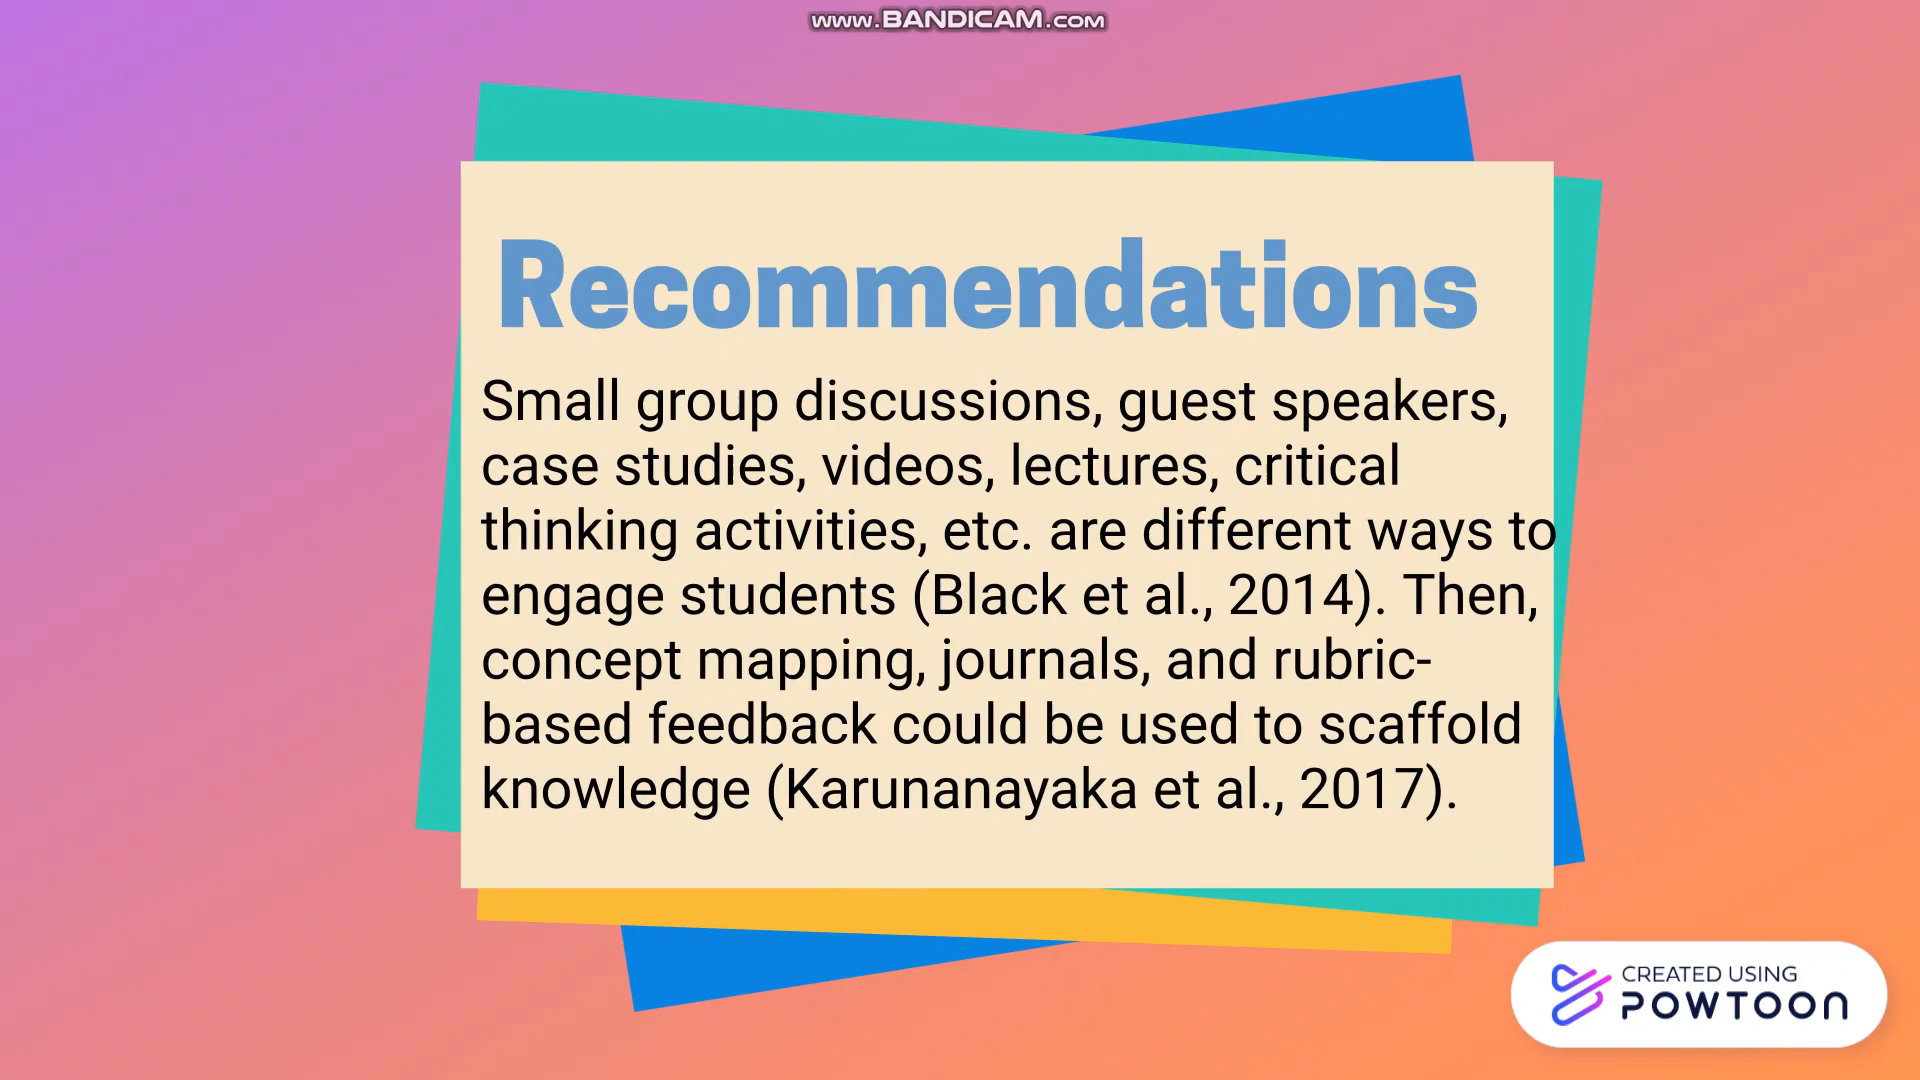 www.BANDICAM.com
Recommendations
Small group discussions, guest speakers,
case studies, videos, lectures, critical
thinking activities, etc. are different ways to
engage students (Black et al., 2014). Then,
concept mapping, journals, and rubric-
based feedback could be used to scaffold
knowledge (Karunanayaka et al., 2017).
CREATED USING
POWTOON